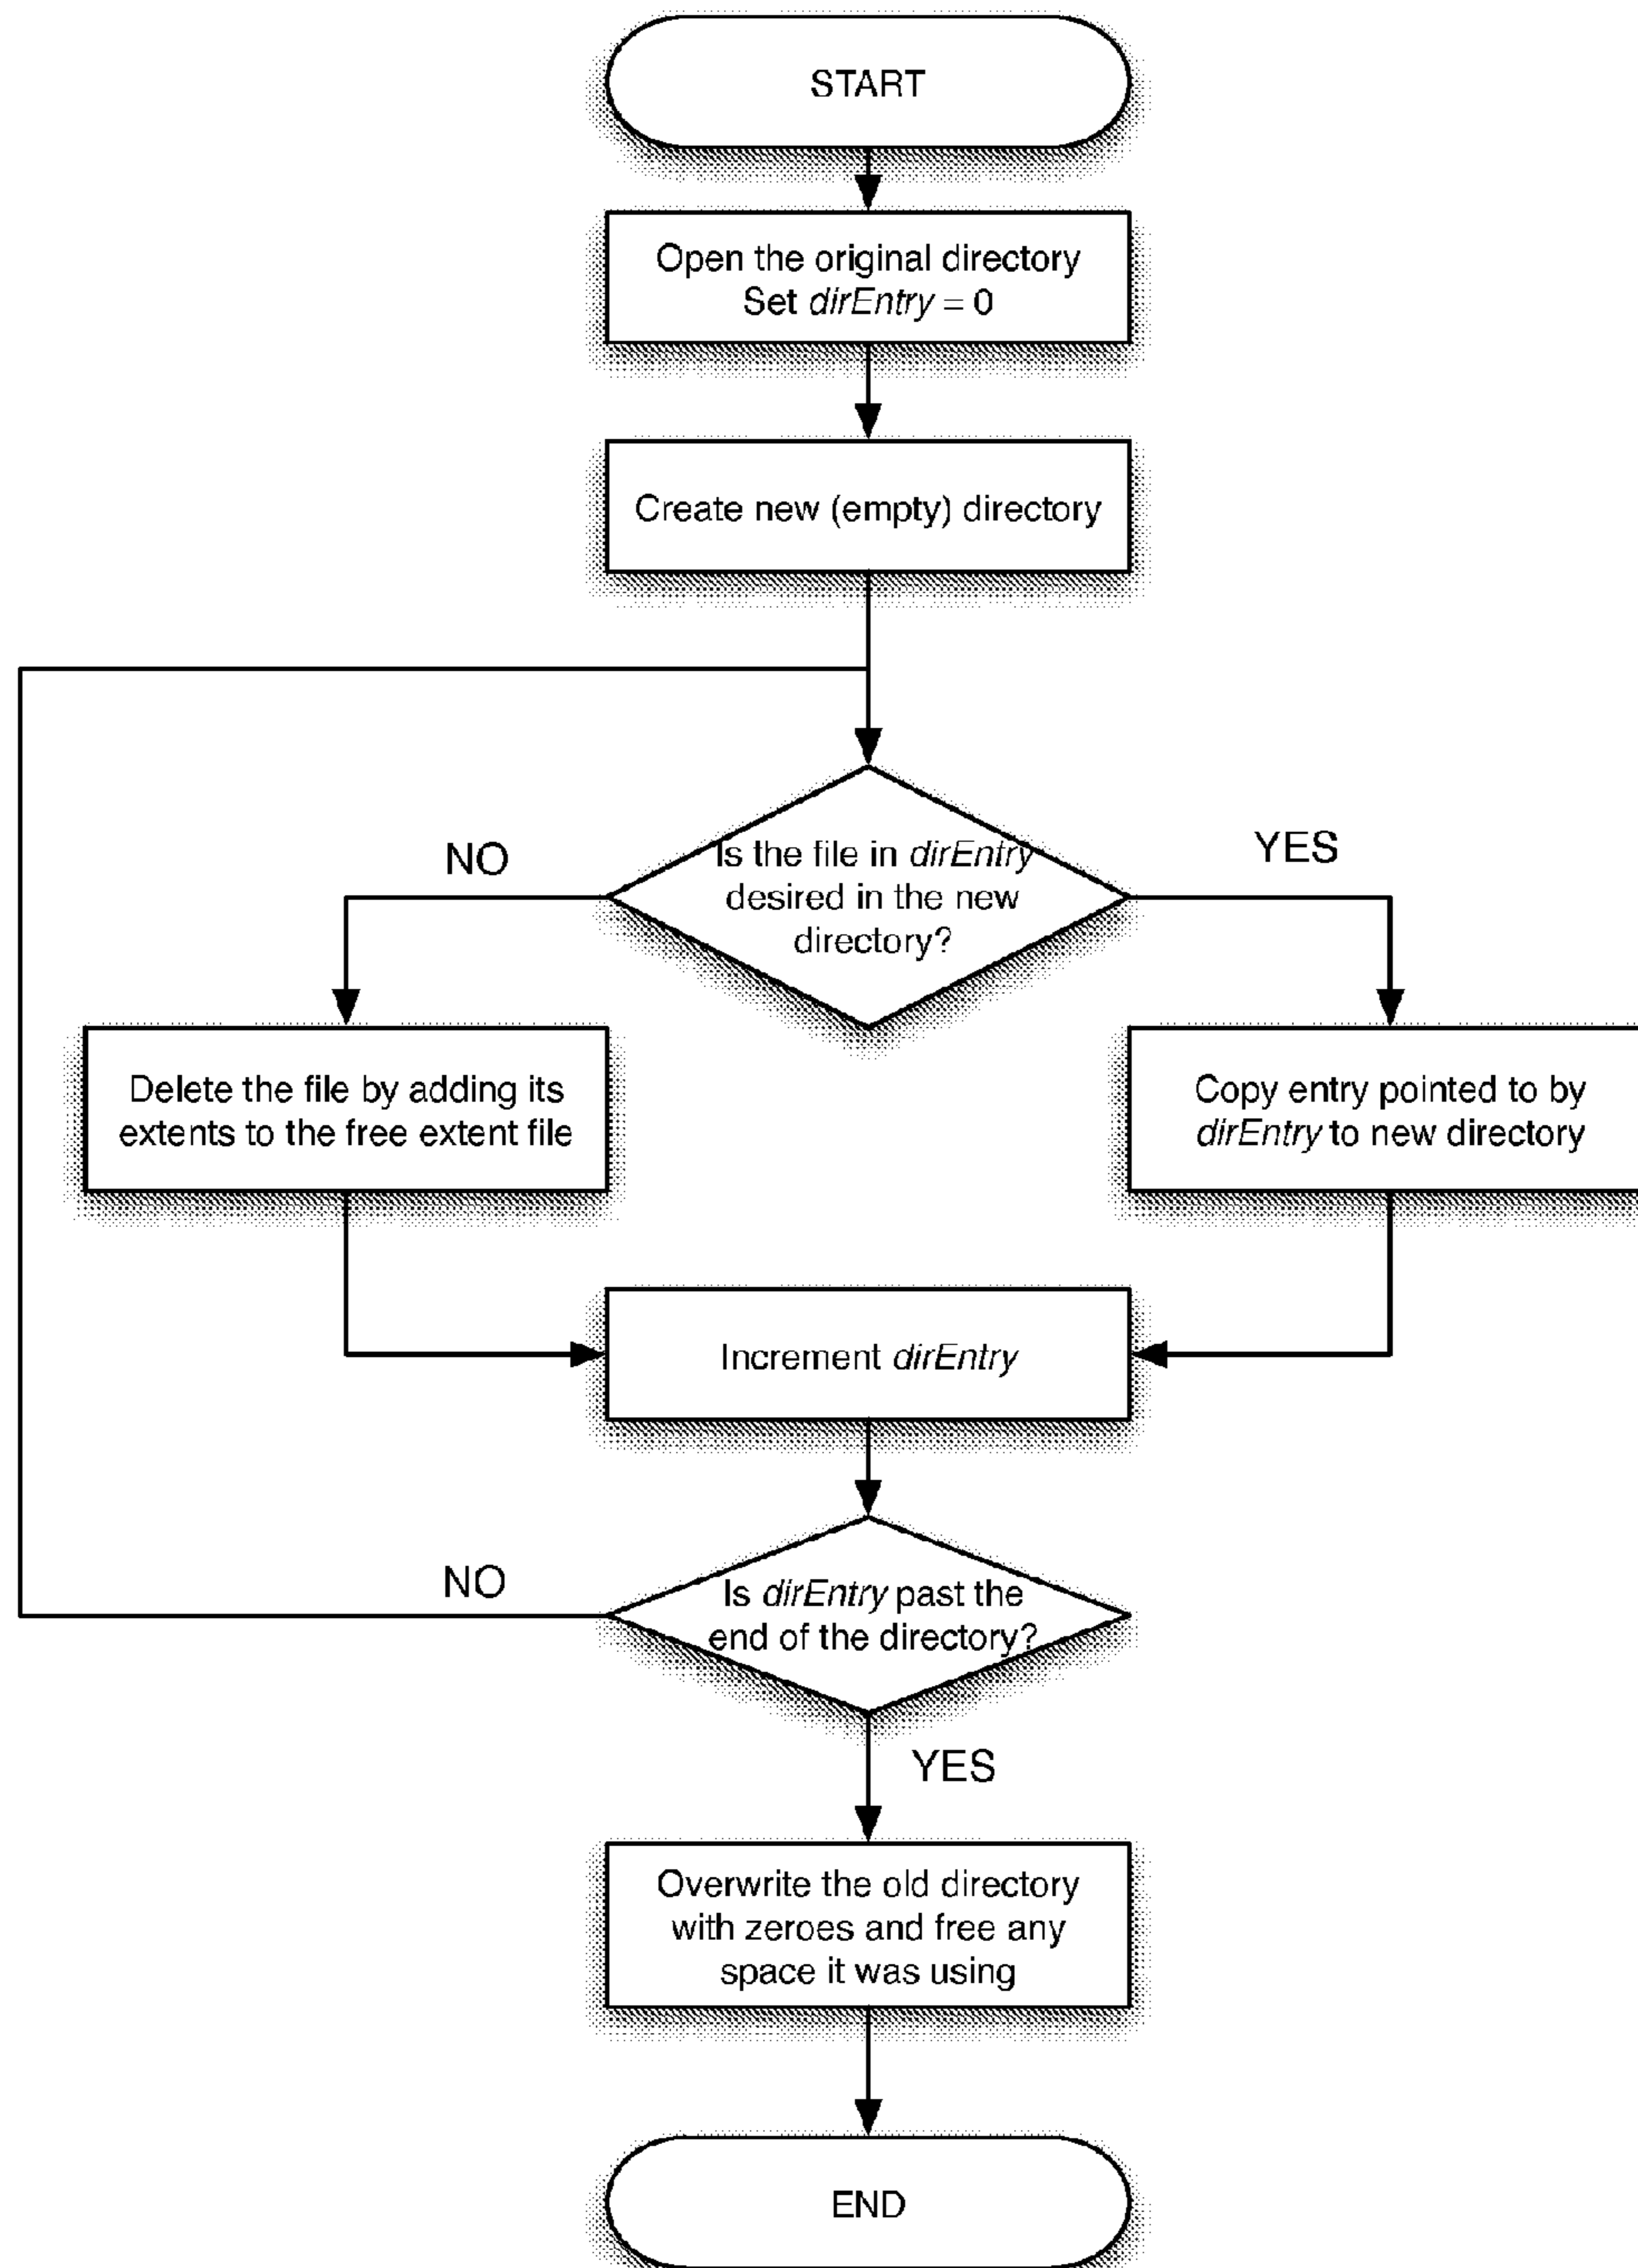 START
Open the original directory
Set dirEntry = 0
Create new (empty) directory
Is the file in dirEntry
desired in the new
directory?
NO
YES
Delete the file by adding its
extents to the free extent file
Copy entry pointed to by
dirEntry to new directory
Increment dirEntry
Is dirEntry past the
end of the directory?
NO
YES
Overwrite the old directory
with zeroes and free any
space it was using
END